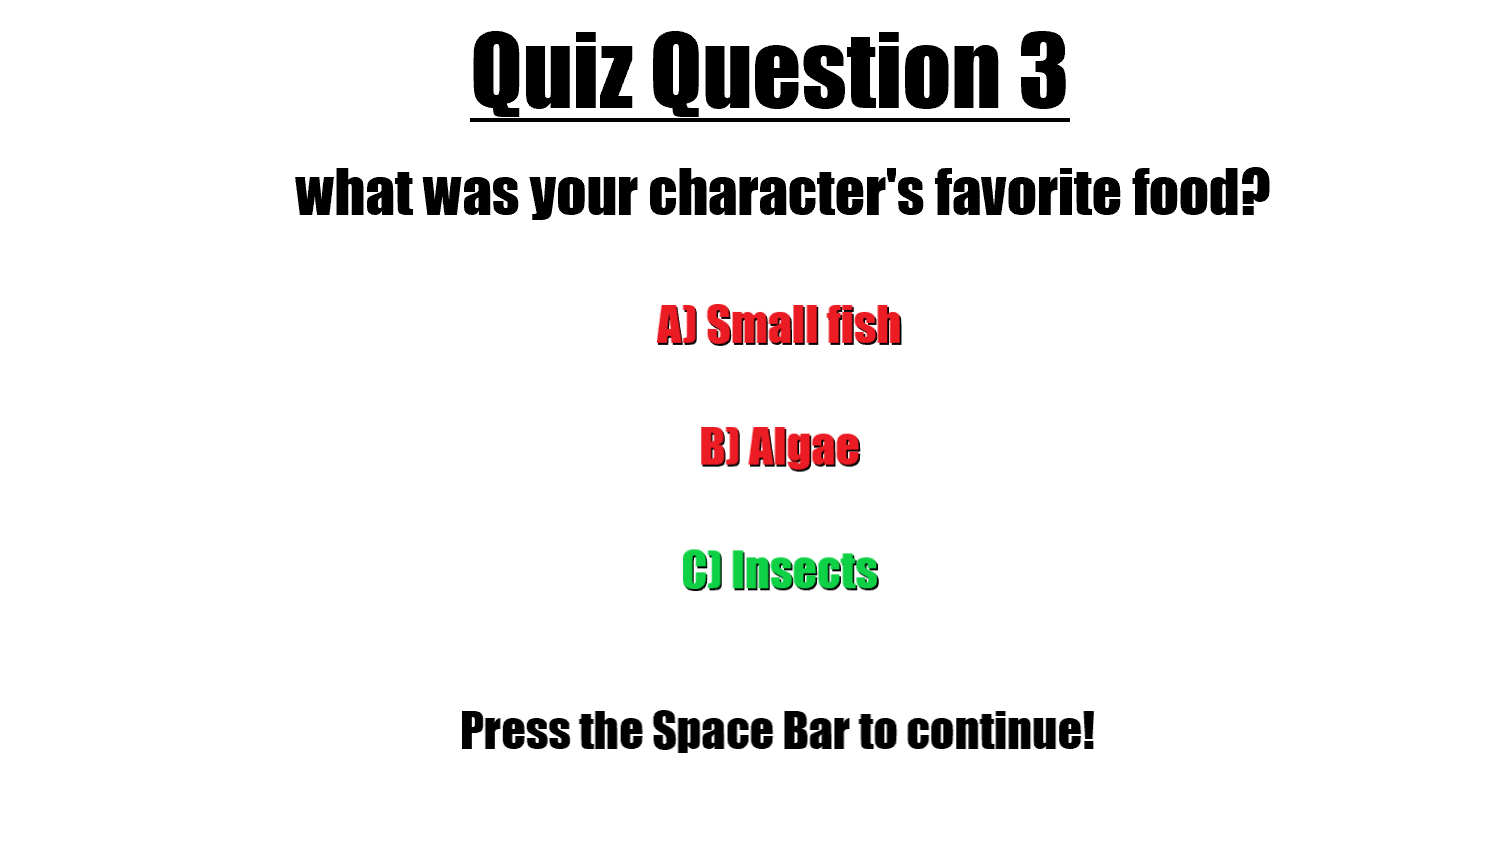 Quiz Question 3
what was your character's favorite food?
A) Small fish
B) Algae
C) Insects
Press the Space Bar to continue!